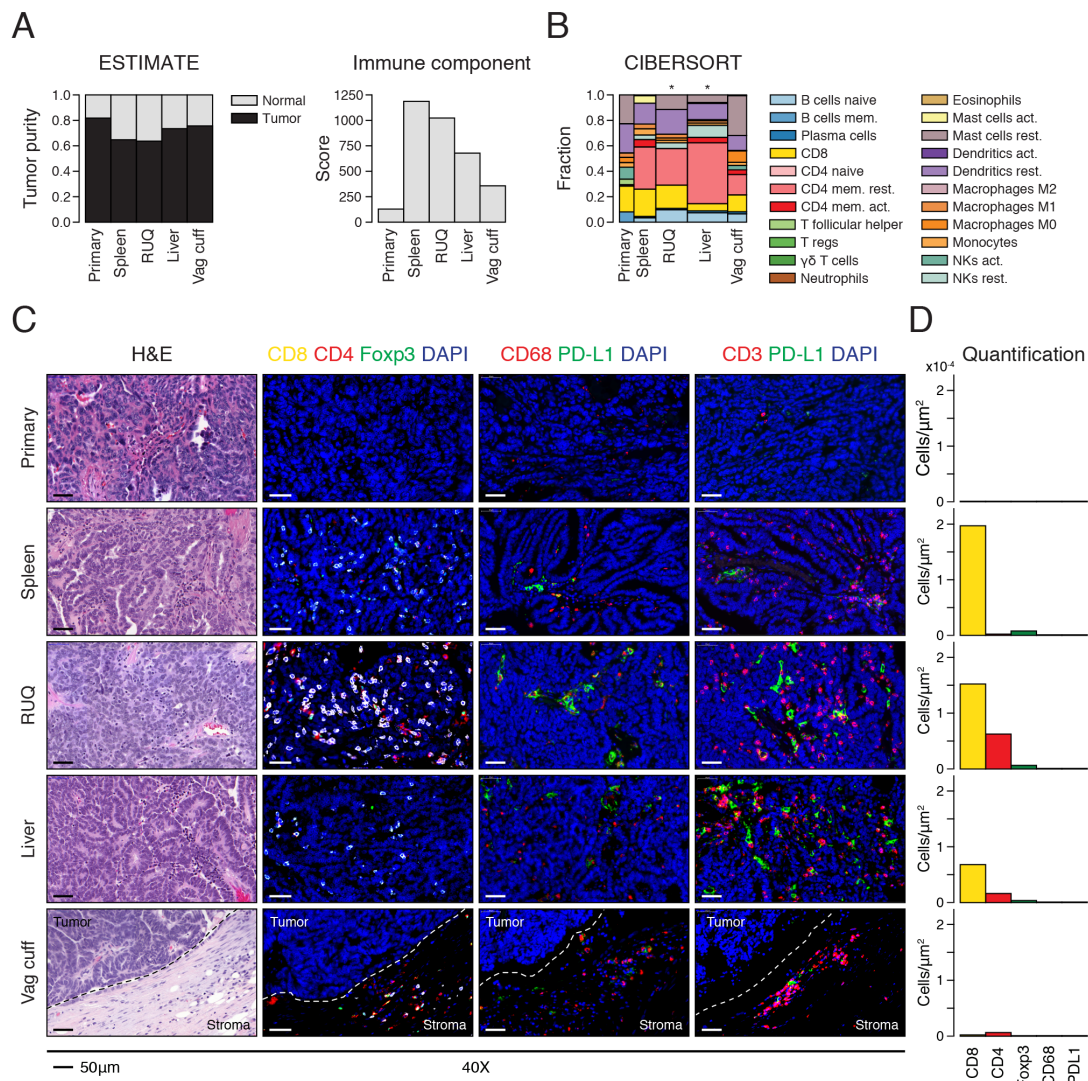 A
B
ESTIMATE
Immune component
CIBERSORT
Tumor purity
1.0
0.8
0.6
0.4
0.2
0.0
Primary
Spleen
RUQ
Liver
Vag cuff
Normal
Tumor
Score
1250
1000
750
500
250
0
Primary
Spleen
RUQ
Liver
Vag cuff
* *
Fraction
1.0
0.8
0.6
0.4
0.2
0.0
Primary
Spleen
RUQ
Liver
Vag cuff
B cells naive
B cells mem.
Plasma cells
CD8
CD4 naive
CD4 mem. rest.
CD4 mem. act.
T follicular helper
T regs
γδ T cells
Neutrophils
Eosinophils
Mast cells act.
Mast cells rest.
Dendritics act.
Dendritics rest.
Macrophages M2
Macrophages M1
Macrophages M0
Monocytes
NKs act.
NKs rest.
C
D
H&E
CD8 CD4 Foxp3 DAPI
CD68 PD-L1 DAPI
CD3 PD-L1 DAPI
Quantification
x10⁻⁴
Primary
Cells/µm²
2
1
0
Spleen
Cells/µm²
2
1
0
RUQ
Cells/µm²
2
1
0
Liver
Cells/µm²
2
1
0
Vag cuff
Tumor
Stroma
Tumor
Stroma
Tumor
Stroma
Tumor
Stroma
Cells/µm²
2
1
0
CD8
CD4
CD68
PDL1
50µm
40X